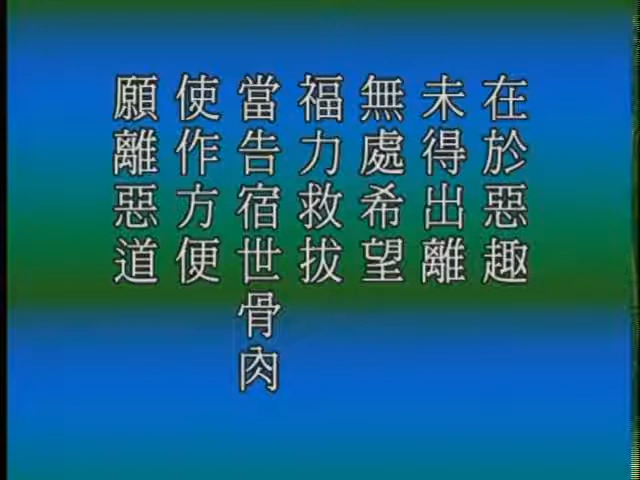 在於惡趣
未得出離
無處希望
福力救拔
當告宿世骨肉
使作方便
願離惡道